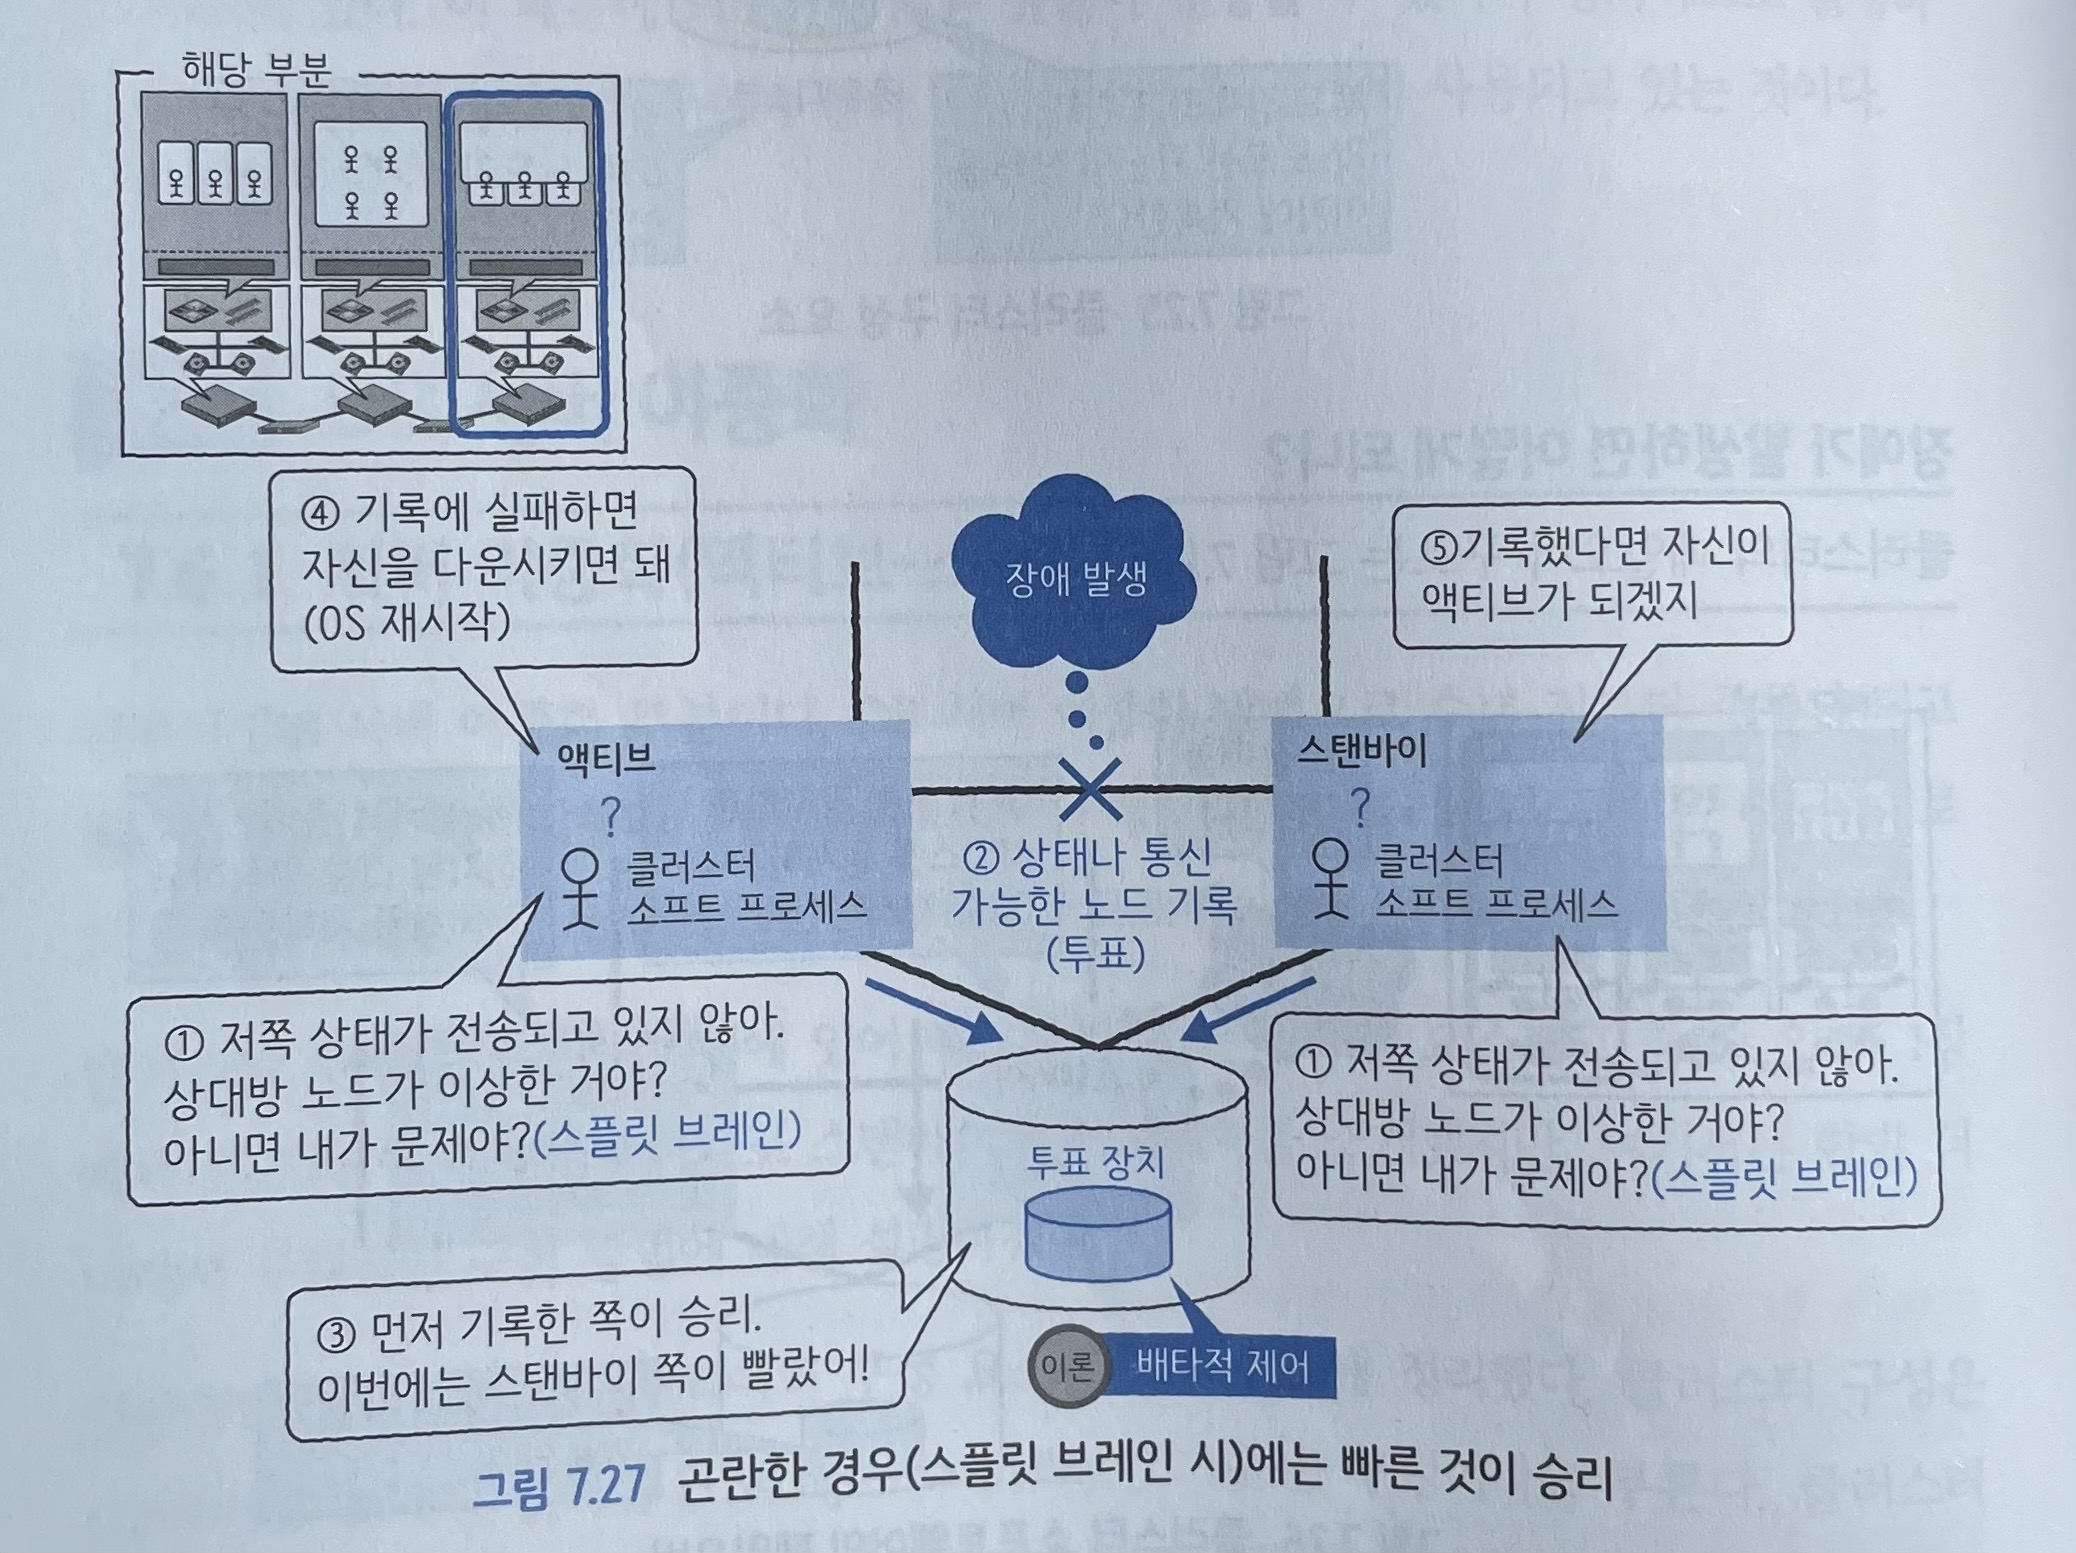 해당 부분
④ 기록에 실패하면
자신을 다운시키면 돼
(OS 재시작)
장애 발생
⑤기록했다면 자신이
액티브가 되겠지
액티브
?
클러스터
소프트 프로세스
스탠바이
?
클러스터
소프트 프로세스
② 상태나 통신
가능한 노드 기록
(투표)
① 저쪽 상태가 전송되고 있지 않아.
상대방 노드가 이상한 거야?
아니면 내가 문제야?(스플릿 브레인)
① 저쪽 상태가 전송되고 있지 않아.
상대방 노드가 이상한 거야?
아니면 내가 문제야?(스플릿 브레인)
투표 장치
③ 먼저 기록한 쪽이 승리.
이번에는 스탠바이 쪽이 빨랐어!
이론 배타적 제어
그림 7.27 곤란한 경우(스플릿 브레인 시)에는 빠른 것이 승리